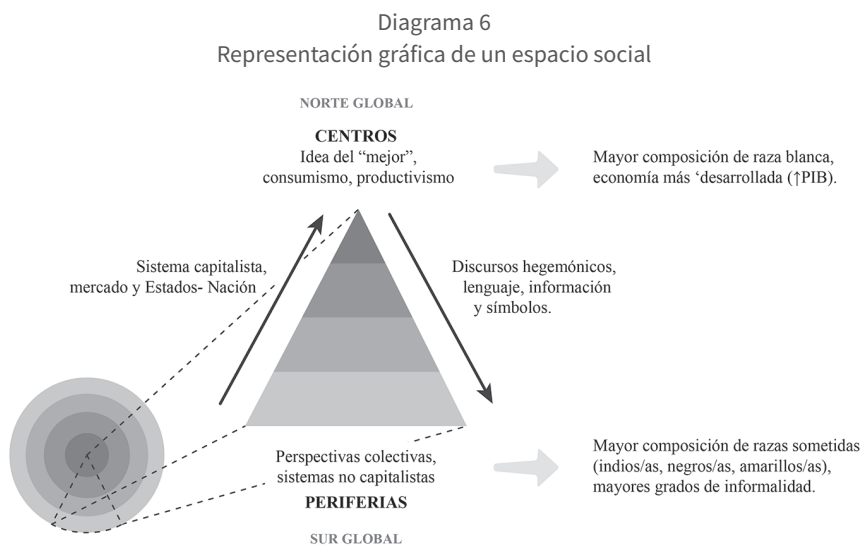 Diagrama 6
Representación gráfica de un espacio social
NORTE GLOBAL
CENTROS
Idea del “mejor”,
consumismo, productivismo
Mayor composición de raza blanca,
economía más ‘desarrollada (↑PIB).
Sistema capitalista,
mercado y Estados- Nación
Discursos hegemónicos,
lenguaje, información
y símbolos.
Perspectivas colectivas,
sistemas no capitalistas
PERIFERIAS
SUR GLOBAL
Mayor composición de razas sometidas
(indios/as, negros/as, amarillos/as),
mayores grados de informalidad.